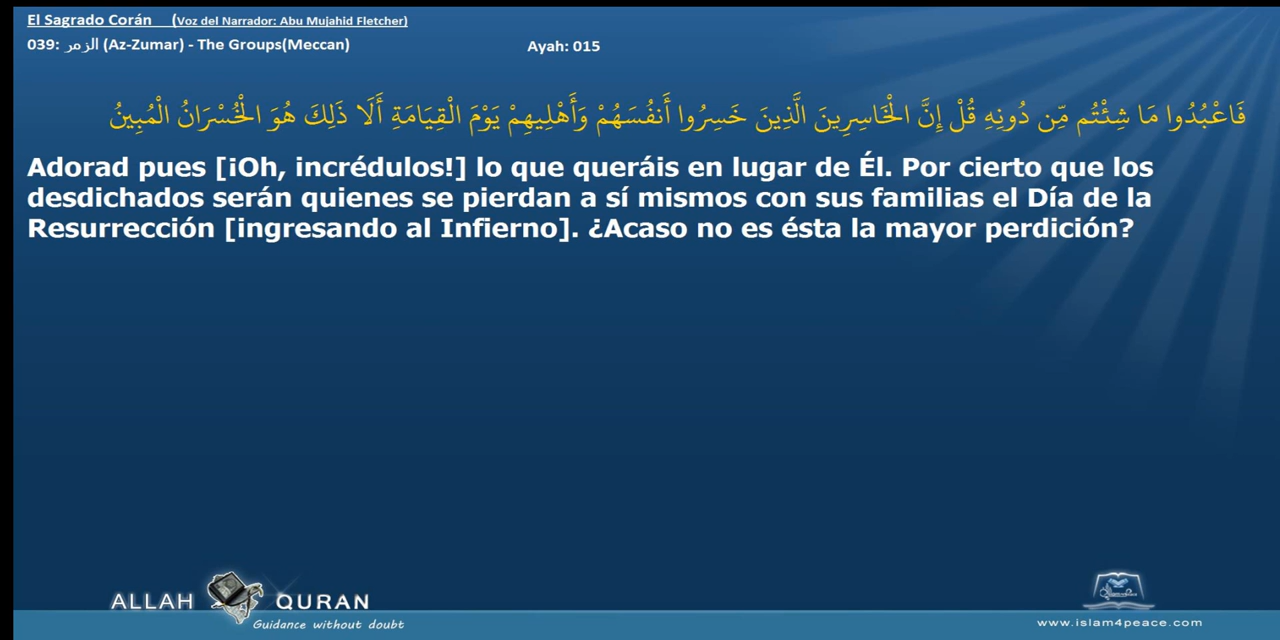 El Sagrado Corán (Voz del Narrador: Abu Mujahid Fletcher)
039: الزمر (Az-Zumar) - The Groups(Meccan) Ayah: 015
فَاعْبُدُوا مَا شِئْتُم مِّن دُونِهِ قُلْ إِنَّ الْخَاسِرِينَ الَّذِينَ خَسِرُوا أَنفُسَهُمْ وَأَهْلِيهِمْ يَوْمَ الْقِيَامَةِ أَلَا ذَلِكَ هُوَ الْخُسْرَانُ الْمُبِينُ
Adorad pues [¡Oh, incrédulos!] lo que queráis en lugar de Él. Por cierto que los
desdichados serán quienes se pierdan a sí mismos con sus familias el Día de la
Resurrección [ingresando al Infierno]. ¿Acaso no es ésta la mayor perdición?
ALLAH QURAN
Guidance without doubt
www.islam4peace.com